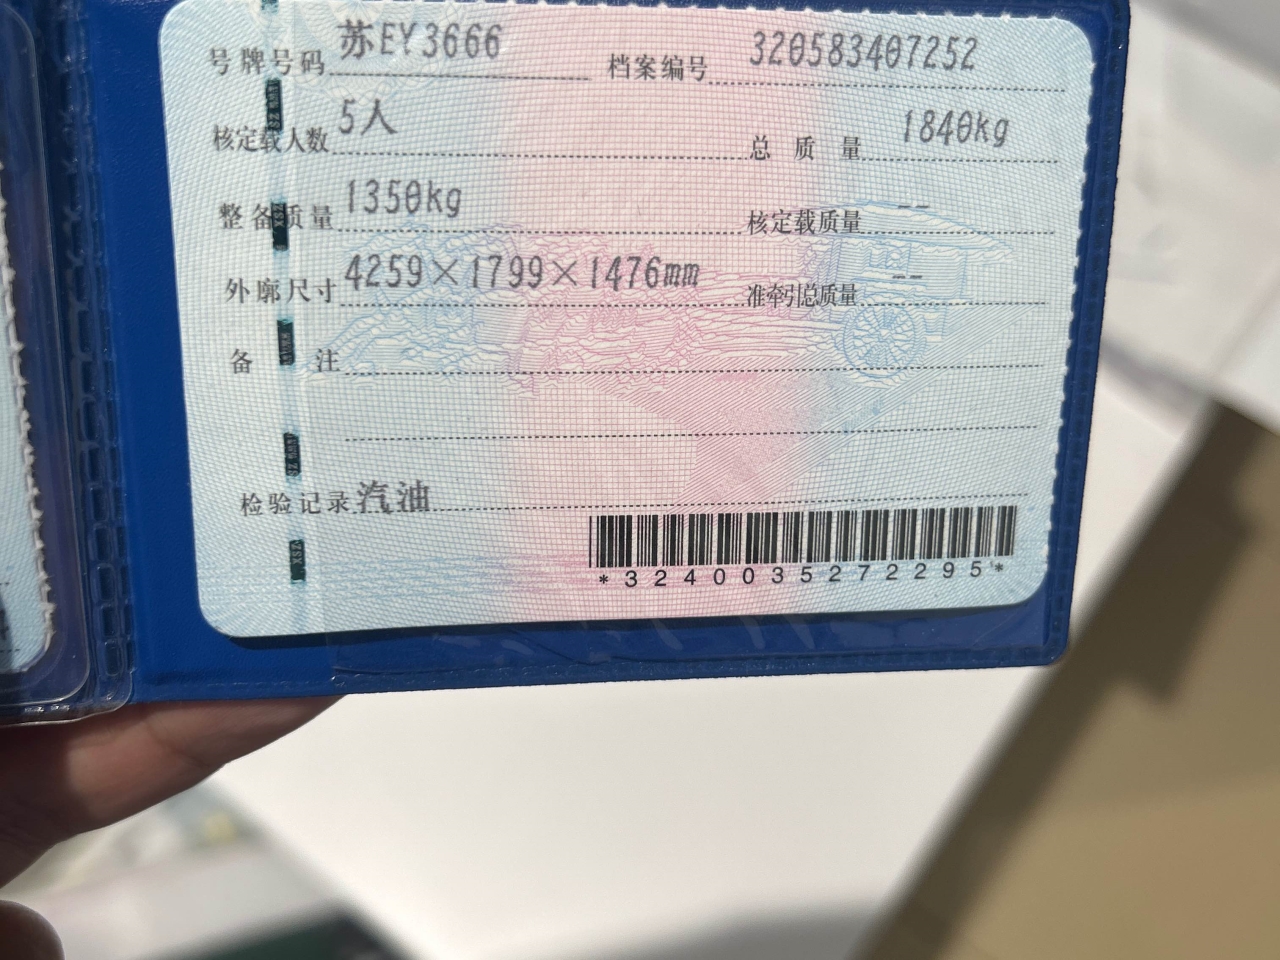 号牌号码 苏EY3666 档案编号 320583407252
核定载人数 5人 总质量 1840kg
整备质量 1350kg 核定载质量 --
外廓尺寸 4259×1799×1476mm 准牵引总质量 --
备注
检验记录 汽油
*3240035272295*